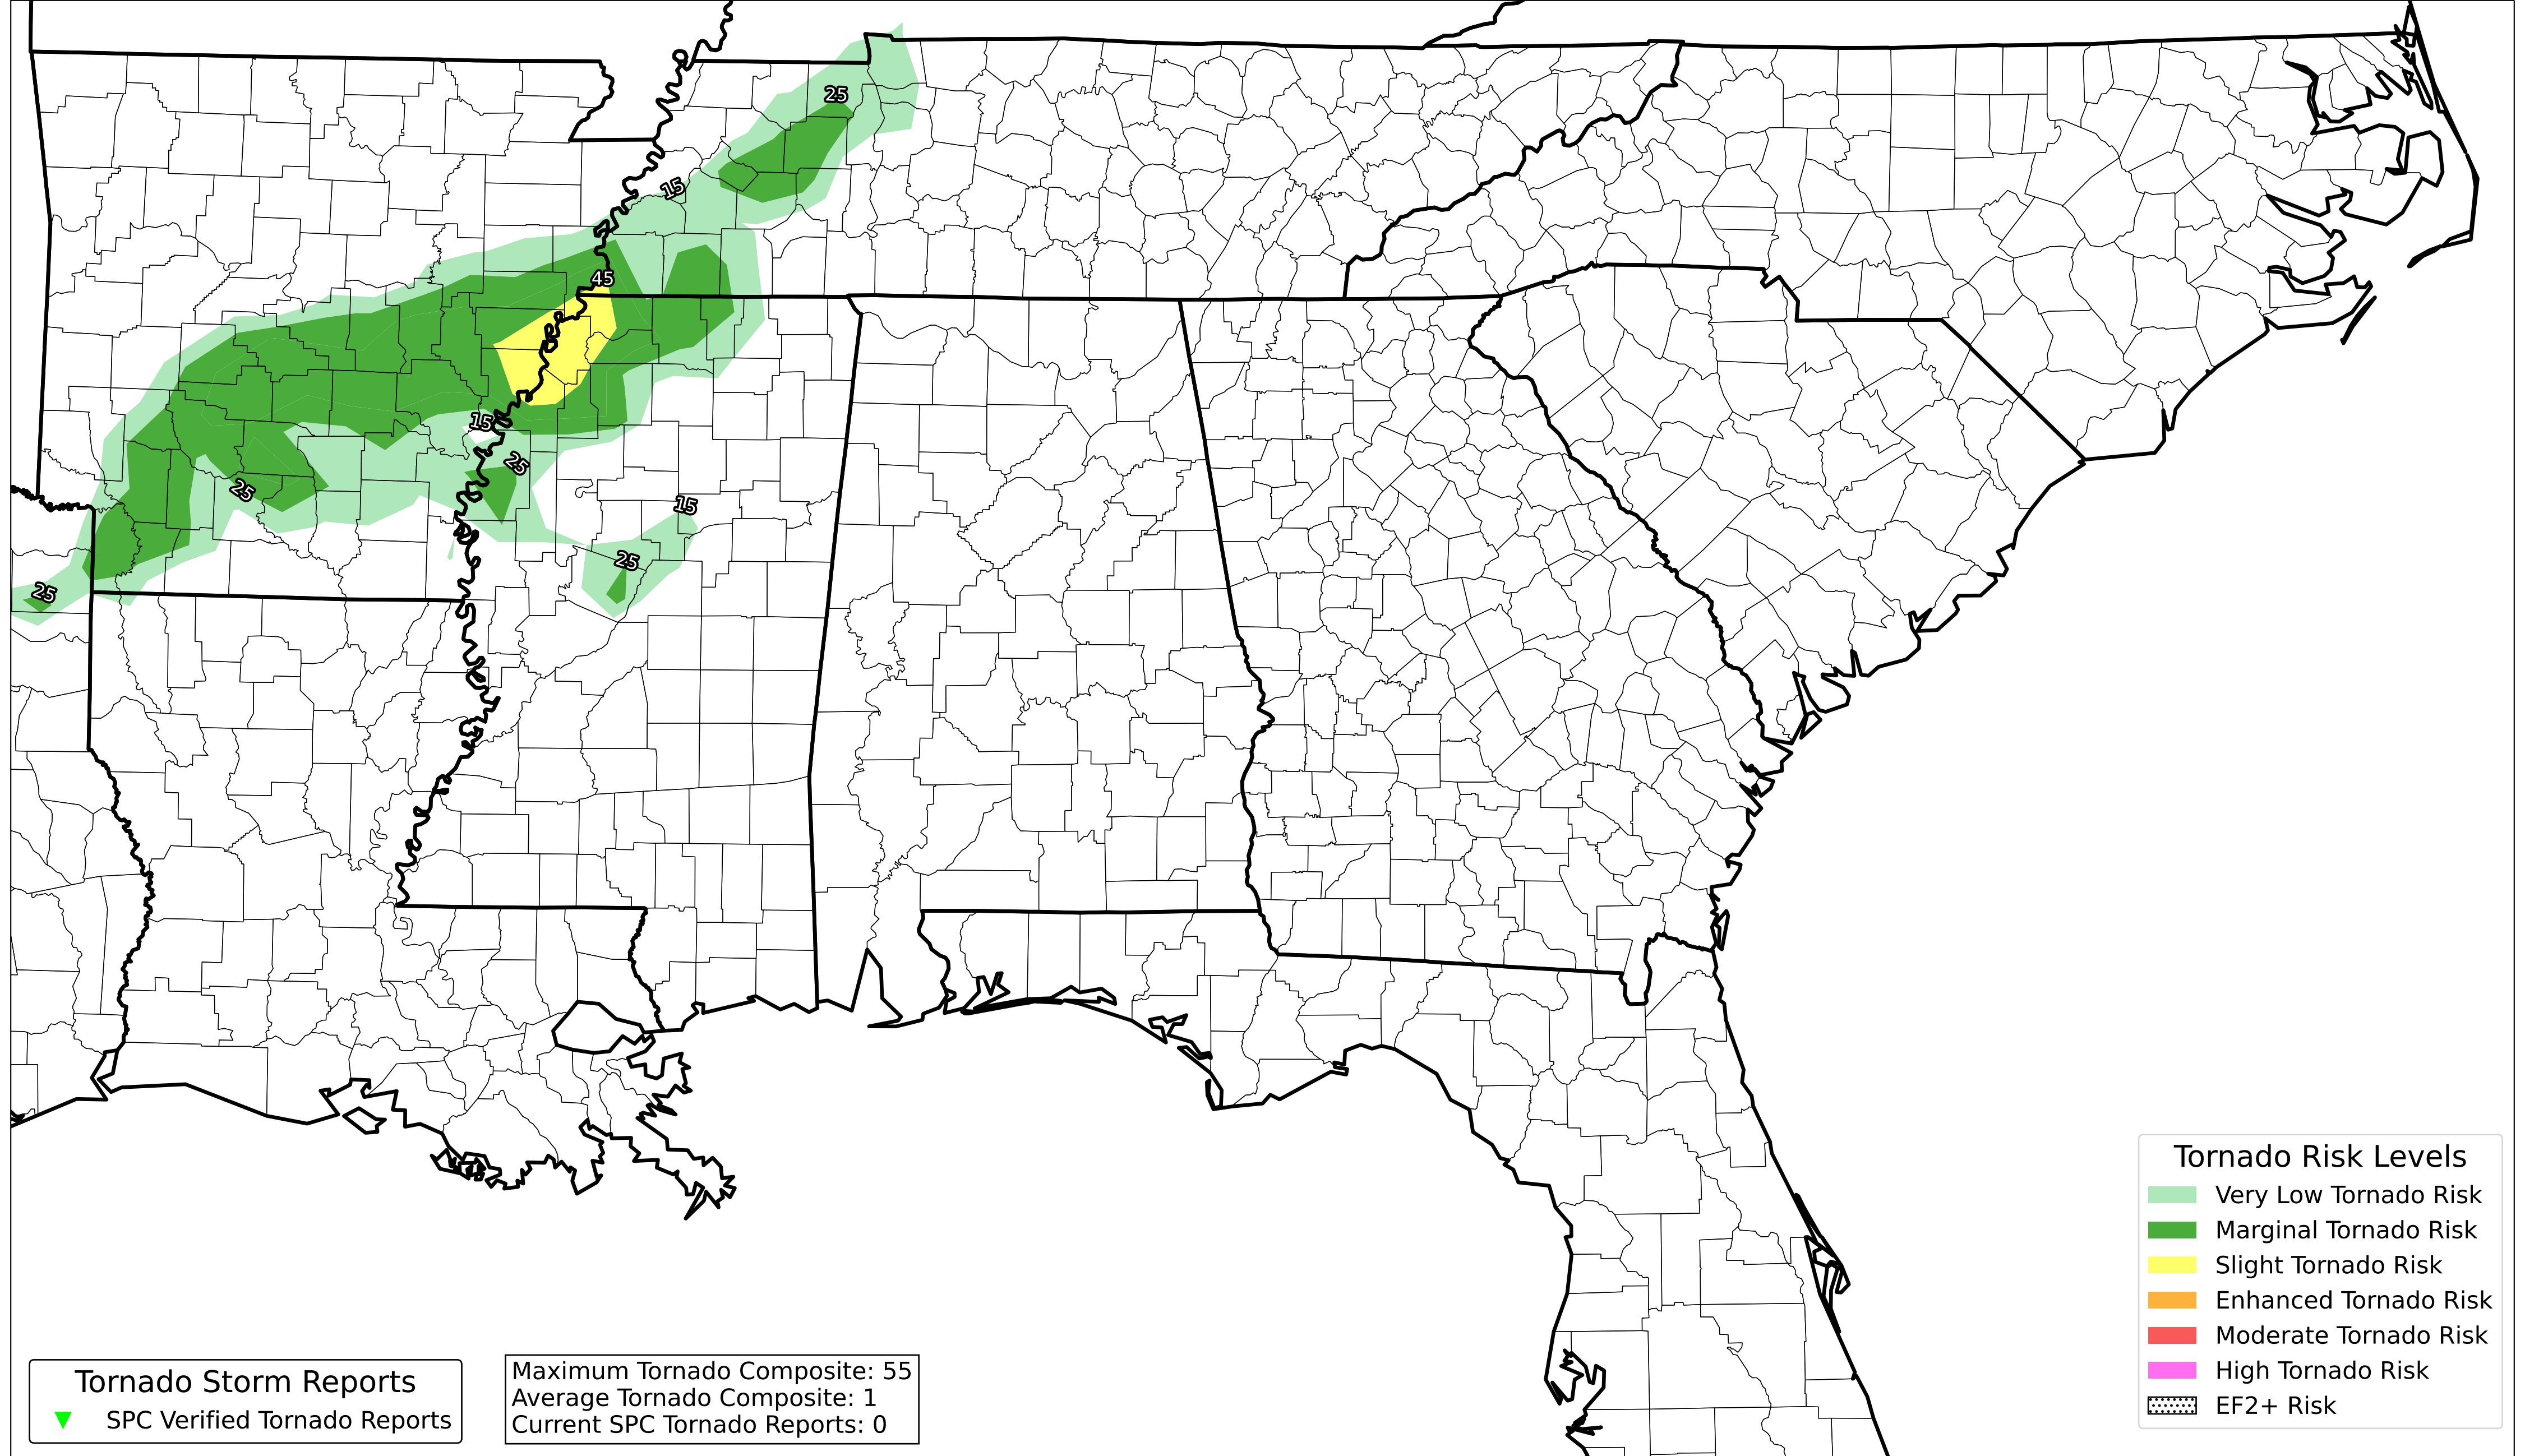 25
15
45
15
25
25
15
25
25
Tornado Risk Levels
Very Low Tornado Risk
Marginal Tornado Risk
Slight Tornado Risk
Enhanced Tornado Risk
Moderate Tornado Risk
High Tornado Risk
EF2+ Risk
Tornado Storm Reports
SPC Verified Tornado Reports
Maximum Tornado Composite: 55
Average Tornado Composite: 1
Current SPC Tornado Reports: 0